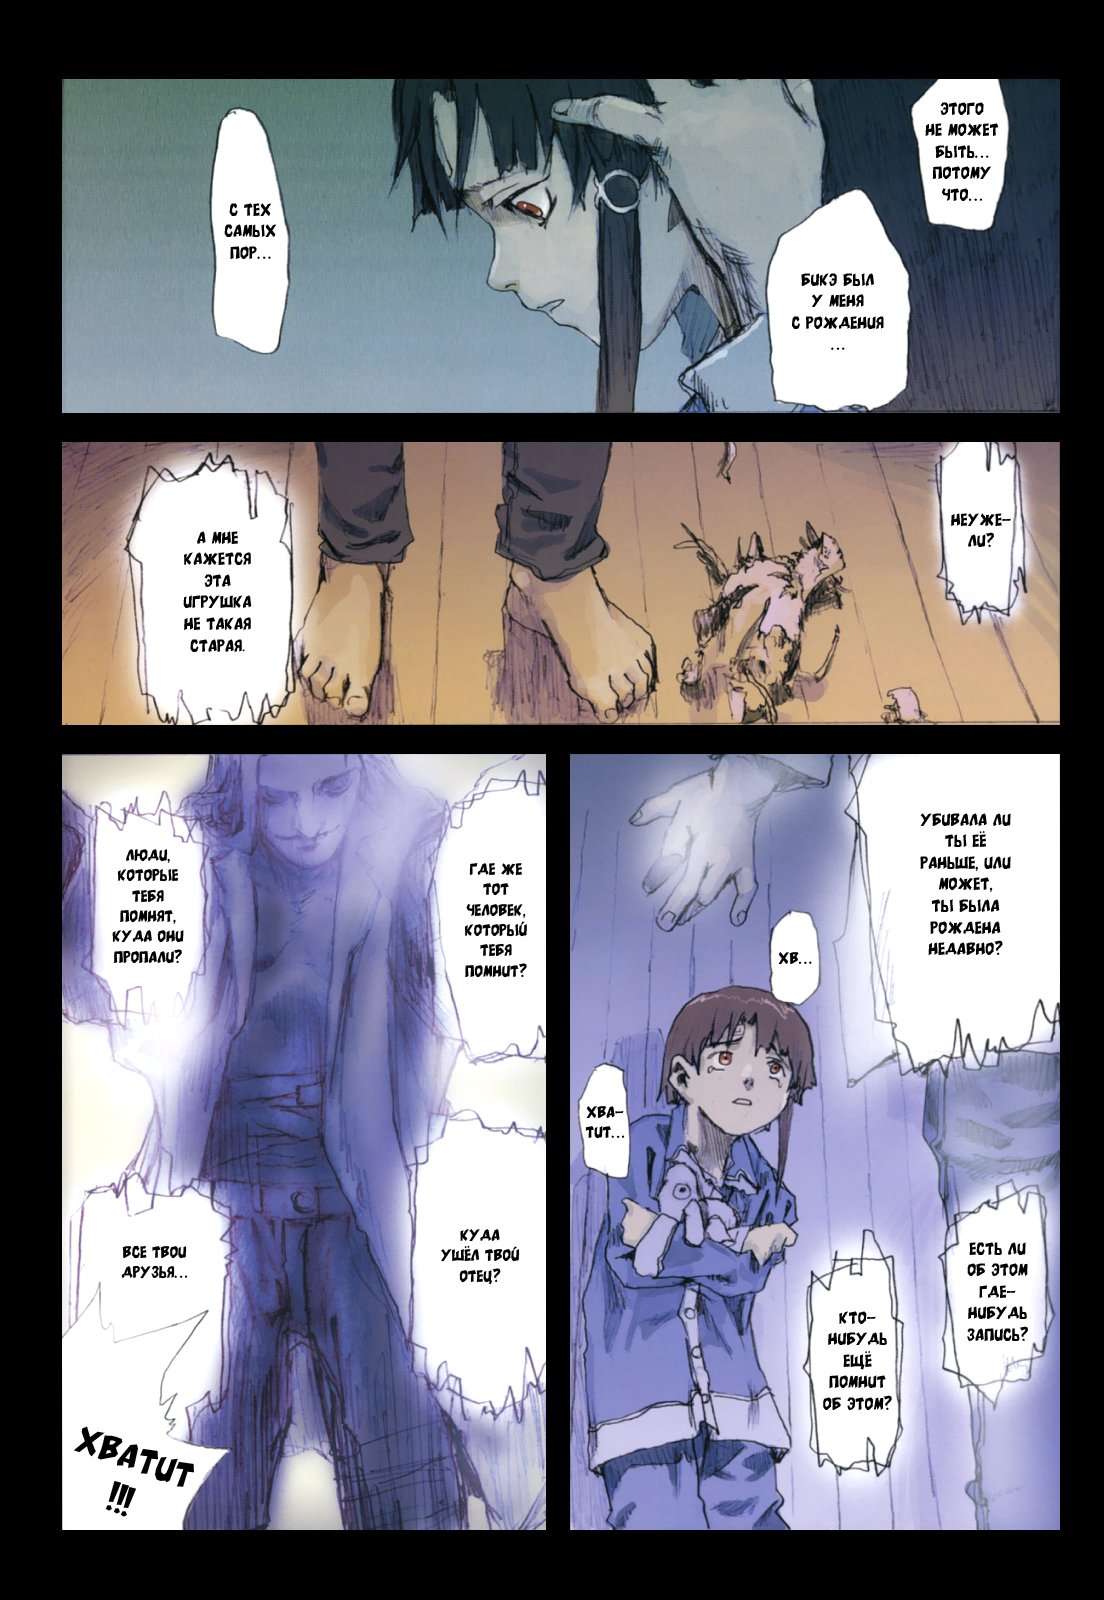 ЭТОГО
НЕ МОЖЕТ
БЫТЬ...
ПОТОМУ
ЧТО...
БИКЭ БЫЛ
У МЕНЯ
С РОЖДЕНИЯ
...
С ТЕХ
САМЫХ
ПОР...
НЕУЖЕ-
ЛИ?
А МНЕ
КАЖЕТСЯ
ЭТА
ИГРУШКА
НЕ ТАКАЯ
СТАРАЯ.
УБИВАЛА ЛИ
ТЫ ЕЁ
РАНЬШЕ, ИЛИ
МОЖЕТ,
ТЫ БЫЛА
РОЖДЕНА
НЕДАВНО?
ХВ...
ХВА-
ТИТ...
ЕСТЬ ЛИ
ОБ ЭТОМ
ГДЕ-
НИБУДЬ
ЗАПИСЬ?
КТО-
НИБУДЬ
ЕЩЁ
ПОМНИТ
ОБ ЭТОМ?
ГДЕ ЖЕ
ТОТ
ЧЕЛОВЕК,
КОТОРЫЙ
ТЕБЯ
ПОМНИТ?
ЛЮДИ,
КОТОРЫЕ
ТЕБЯ
ПОМНЯТ,
КУДА ОНИ
ПРОПАЛИ?
КУДА
УШЁЛ ТВОЙ
ОТЕЦ?
ВСЕ ТВОИ
ДРУЗЬЯ...
ХВАТИТ
!!!